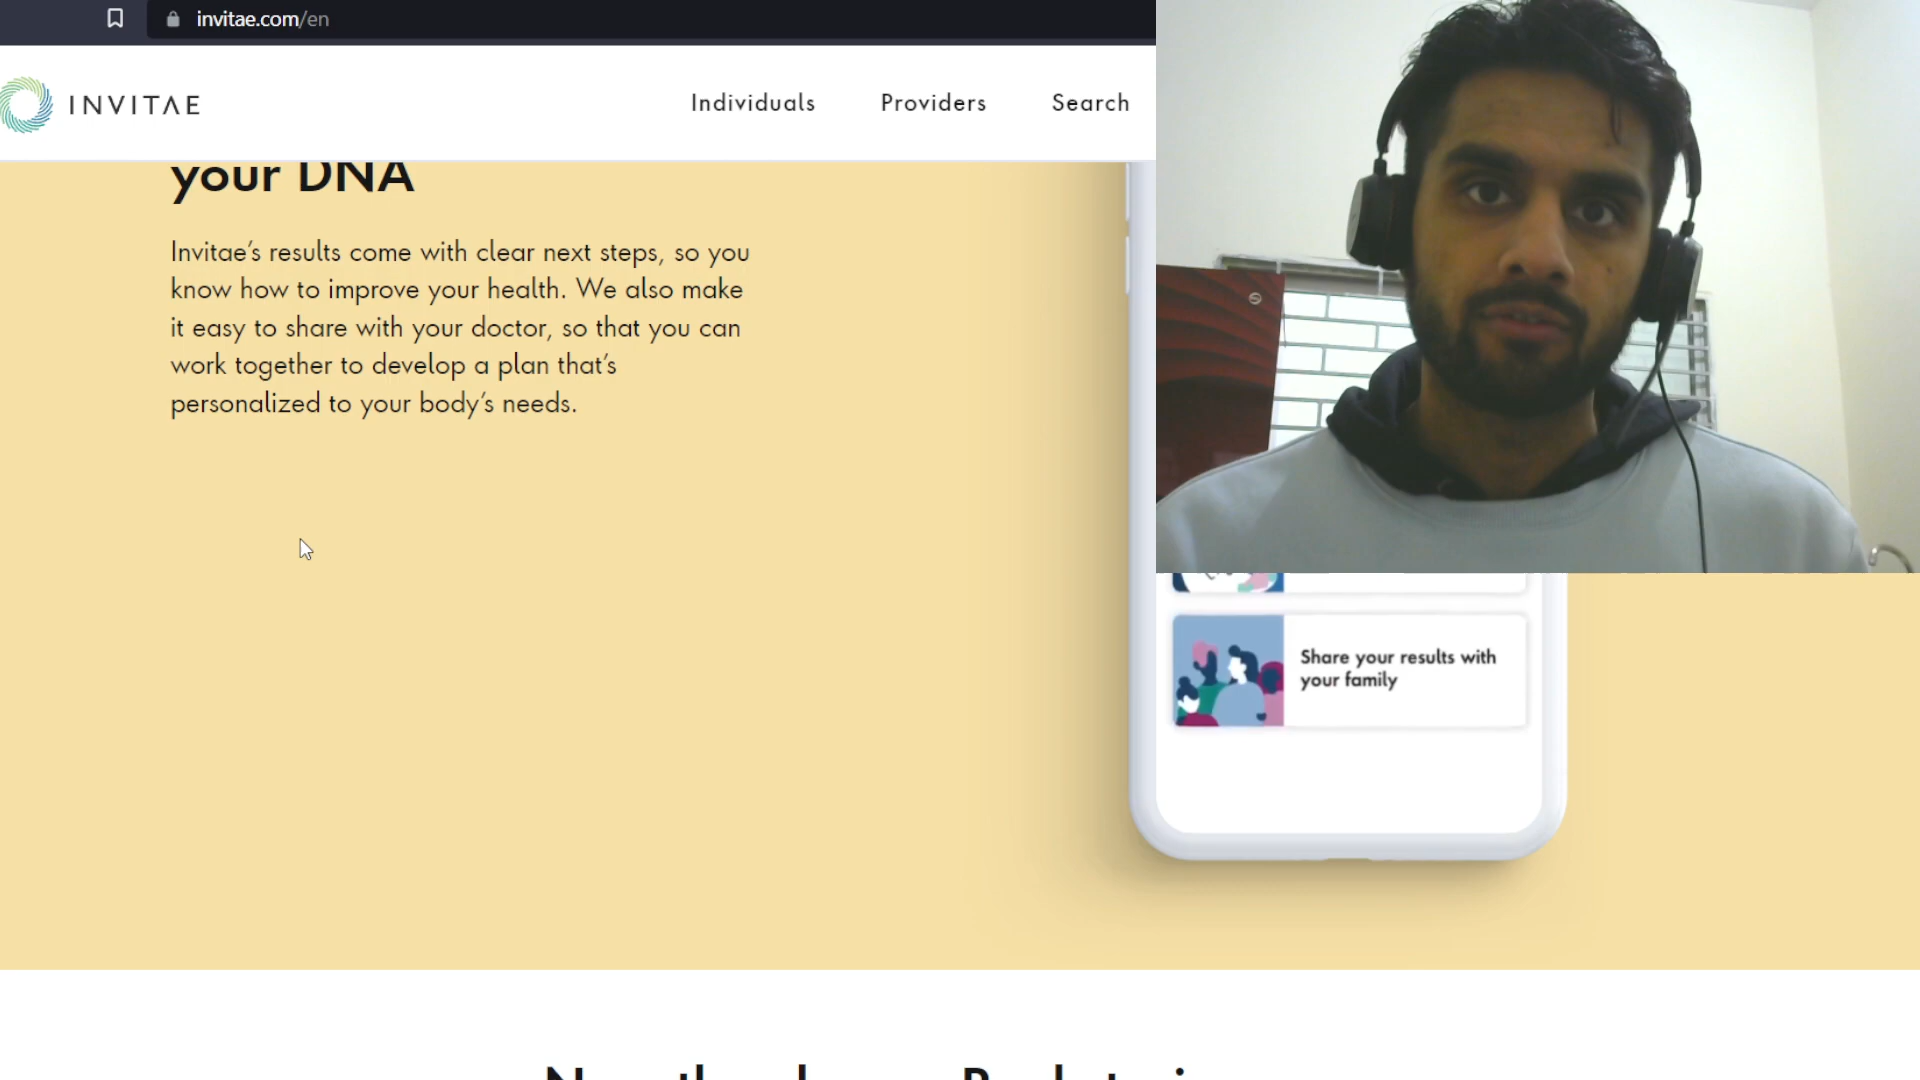 invitae.com/en
INVITAE
Individuals Providers Search
your DNA
Invitae's results come with clear next steps, so you
know how to improve your health. We also make
it easy to share with your doctor, so that you can
work together to develop a plan that's
personalized to your body's needs.
Share your results with
your family